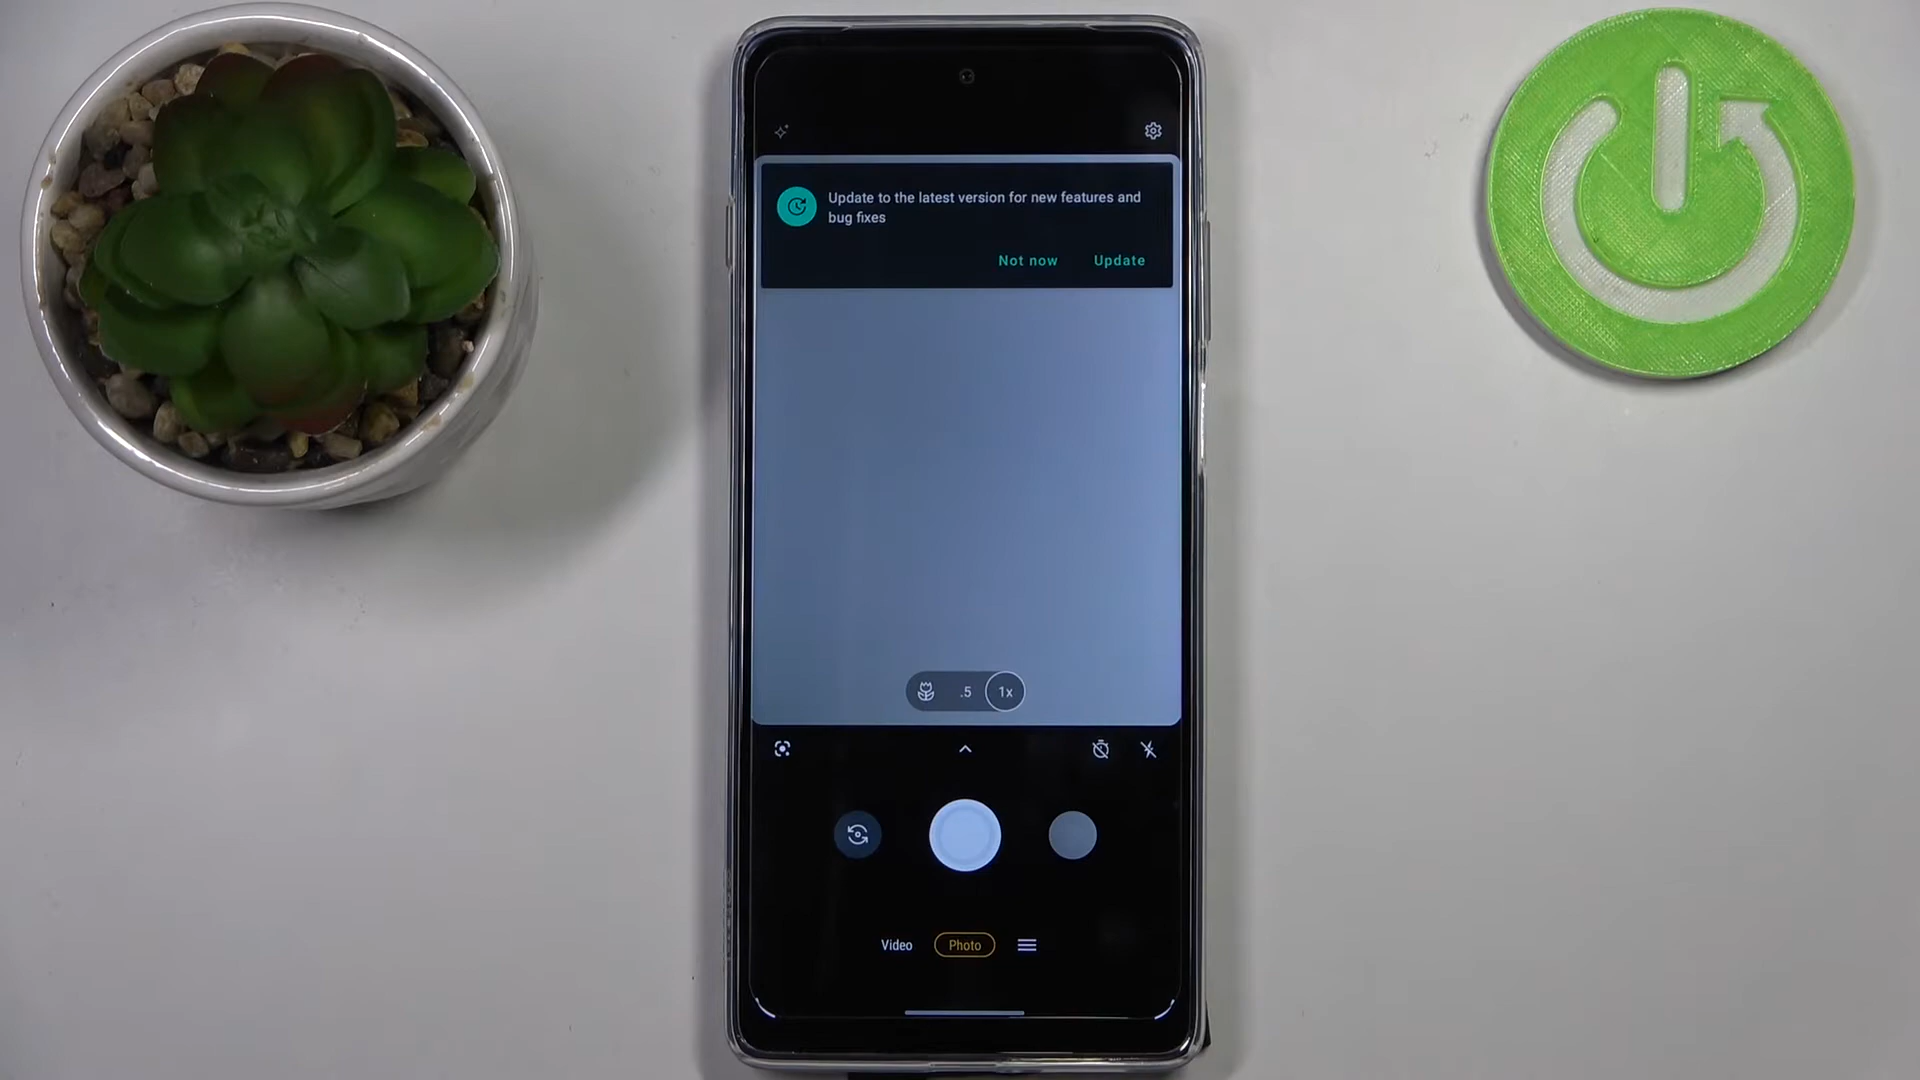 Update to the latest version for new features and
bug fixes
Not now Update
.5 1x
Video Photo